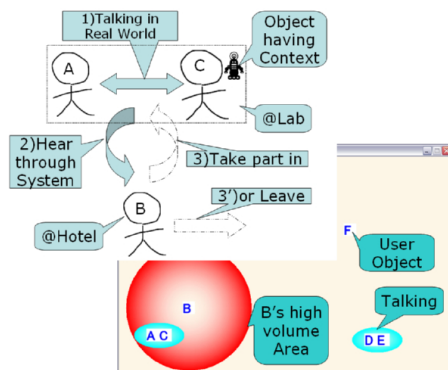 1)Talking in
Real World
Object
having
Context
A
C
@Lab
2)Hear
through
System
3)Take part in
B
3')or Leave
@Hotel
F
User
Object
B
B's high
volume
Area
Talking
A C
D E